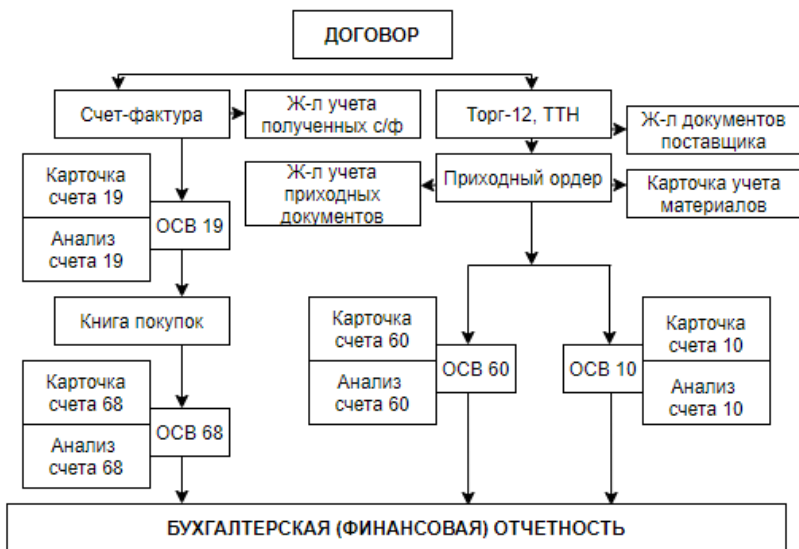 ДОГОВОР
Счет-фактура
Ж-л учета
полученных с/ф
Торг-12, ТТН
Ж-л документов
поставщика
Карточка
счета 19
Анализ
счета 19
ОСВ 19
Ж-л учета
приходных
документов
Приходный ордер
Карточка учета
материалов
Книга покупок
Карточка
счета 60
Анализ
счета 60
ОСВ 60
ОСВ 10
Карточка
счета 10
Анализ
счета 10
Карточка
счета 68
Анализ
счета 68
ОСВ 68
БУХГАЛТЕРСКАЯ (ФИНАНСОВАЯ) ОТЧЕТНОСТЬ